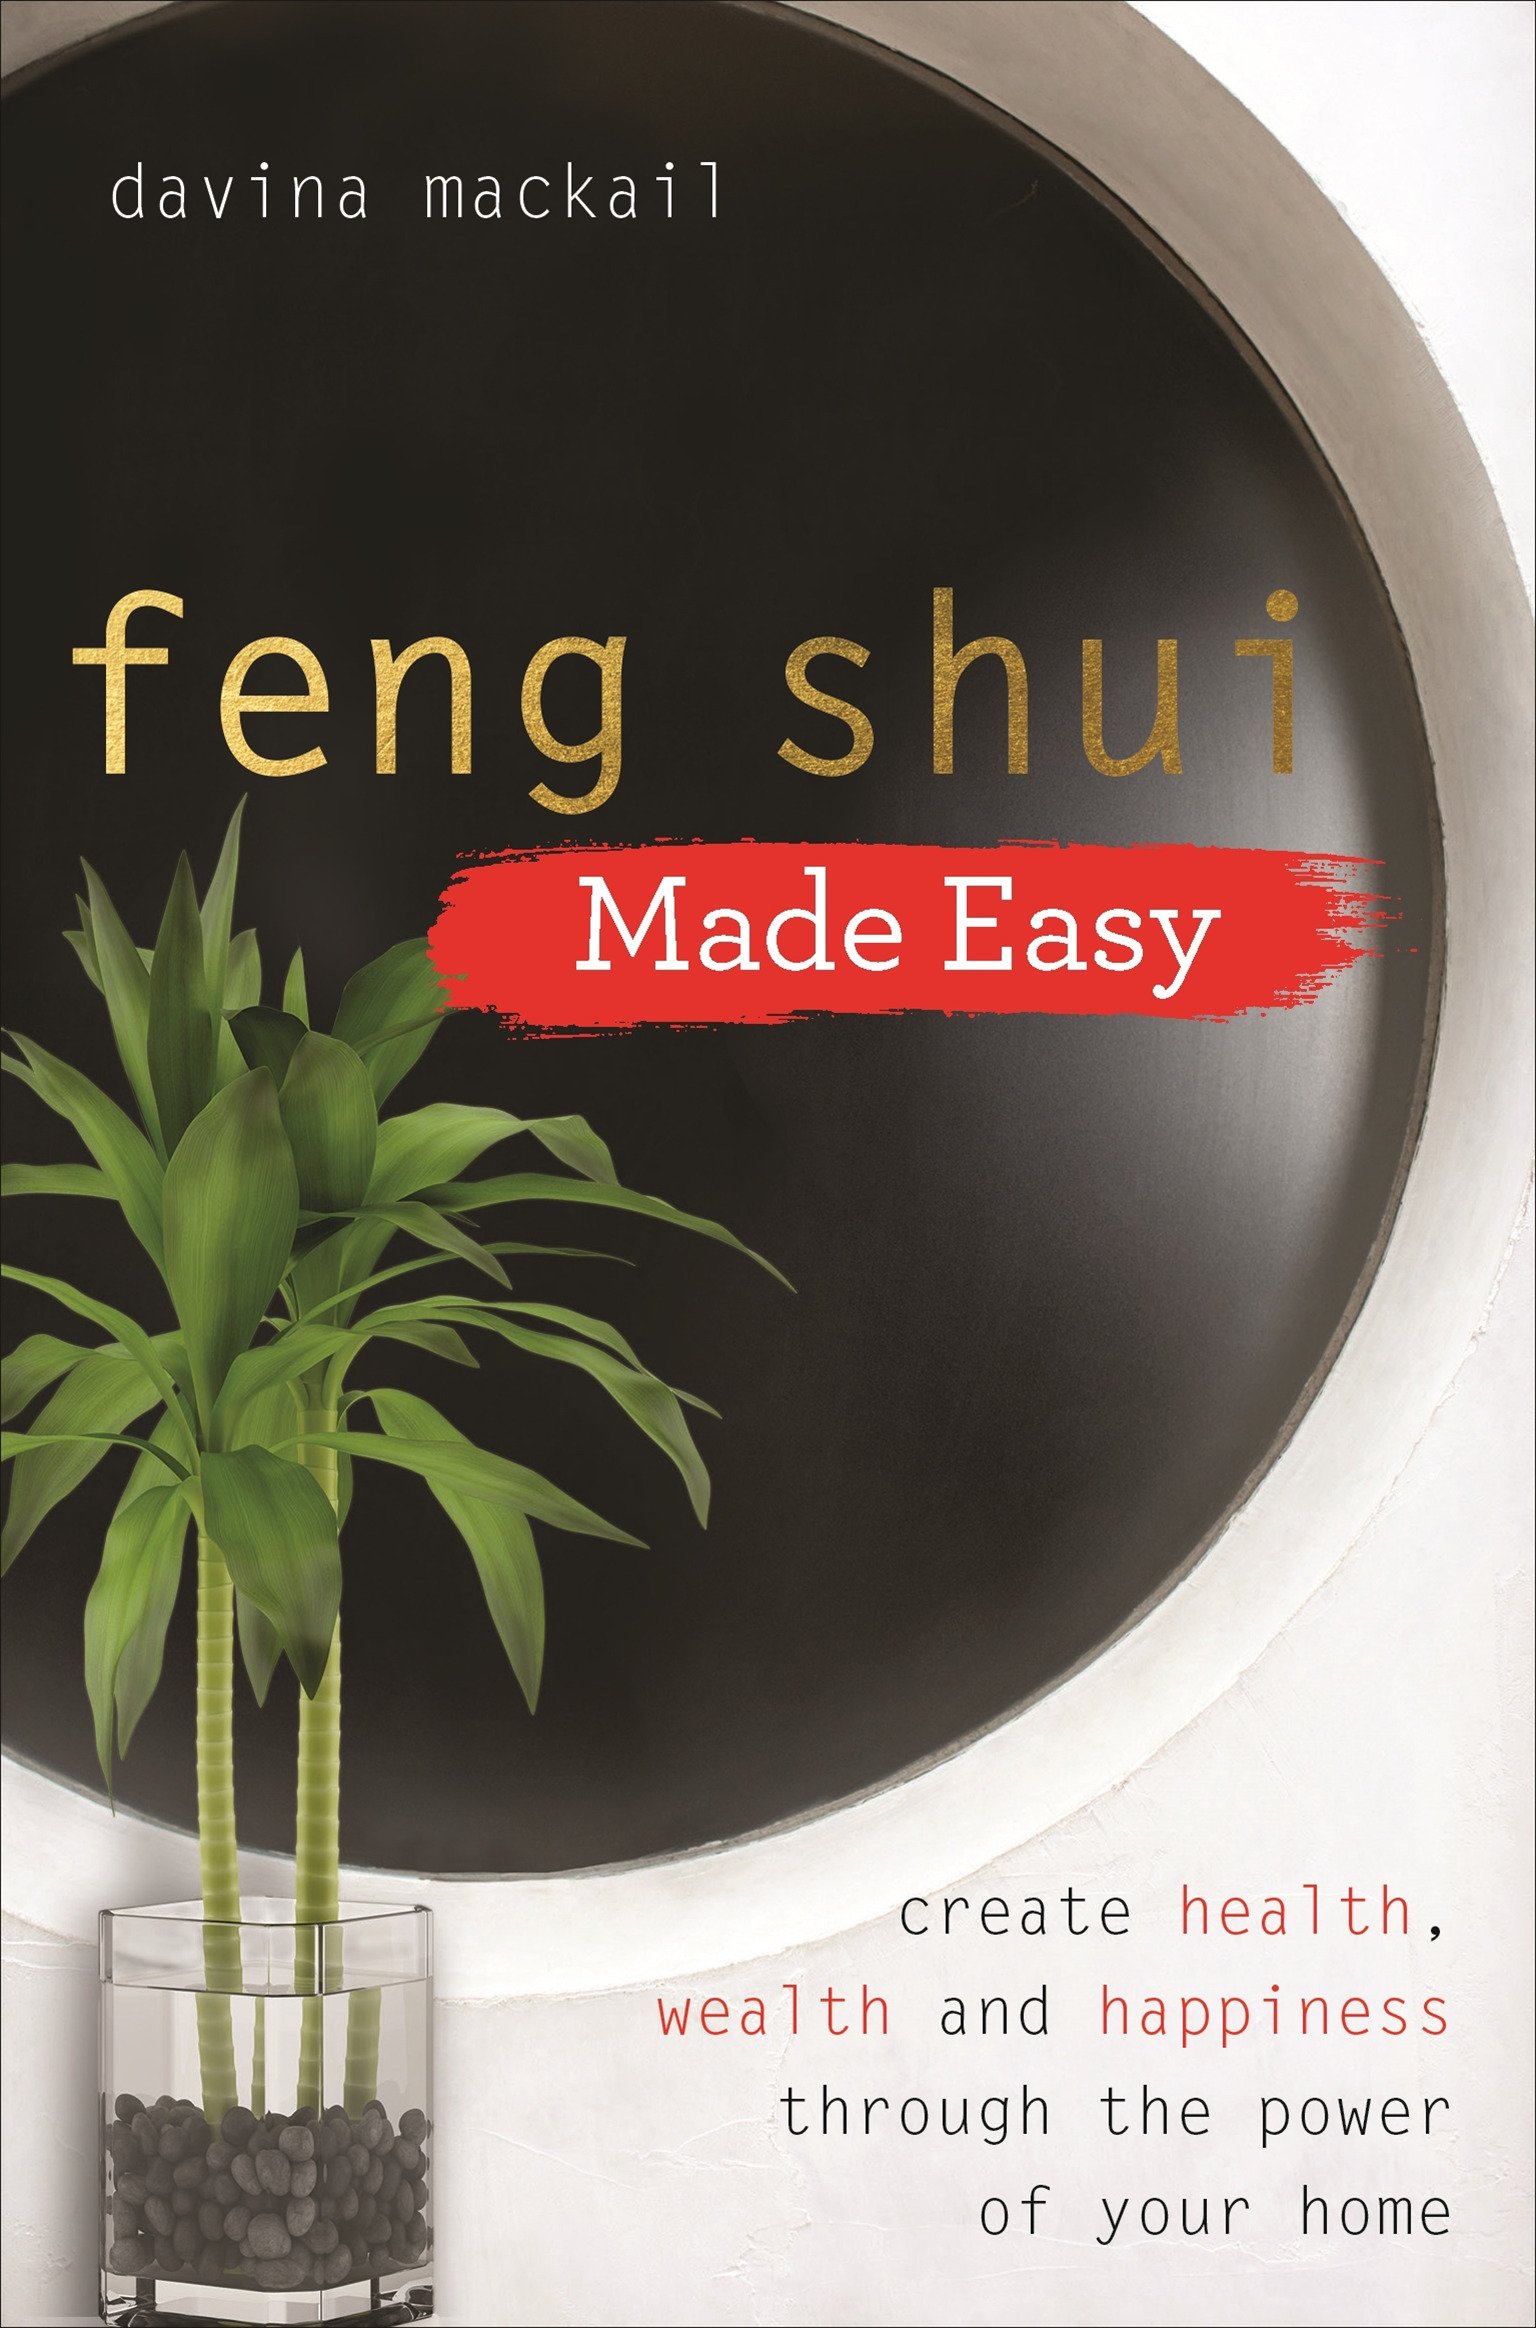 davina mackail
feng shui
Made Easy
create health,
wealth and happiness
through the power
of your home